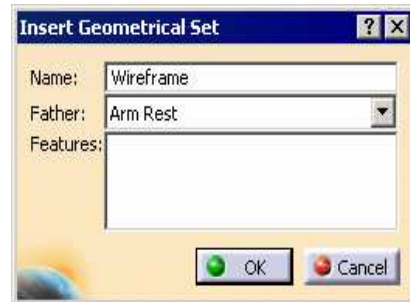 Insert Geometrical Set ? X
Name: Wireframe
Father: Arm Rest
Features:
OK Cancel